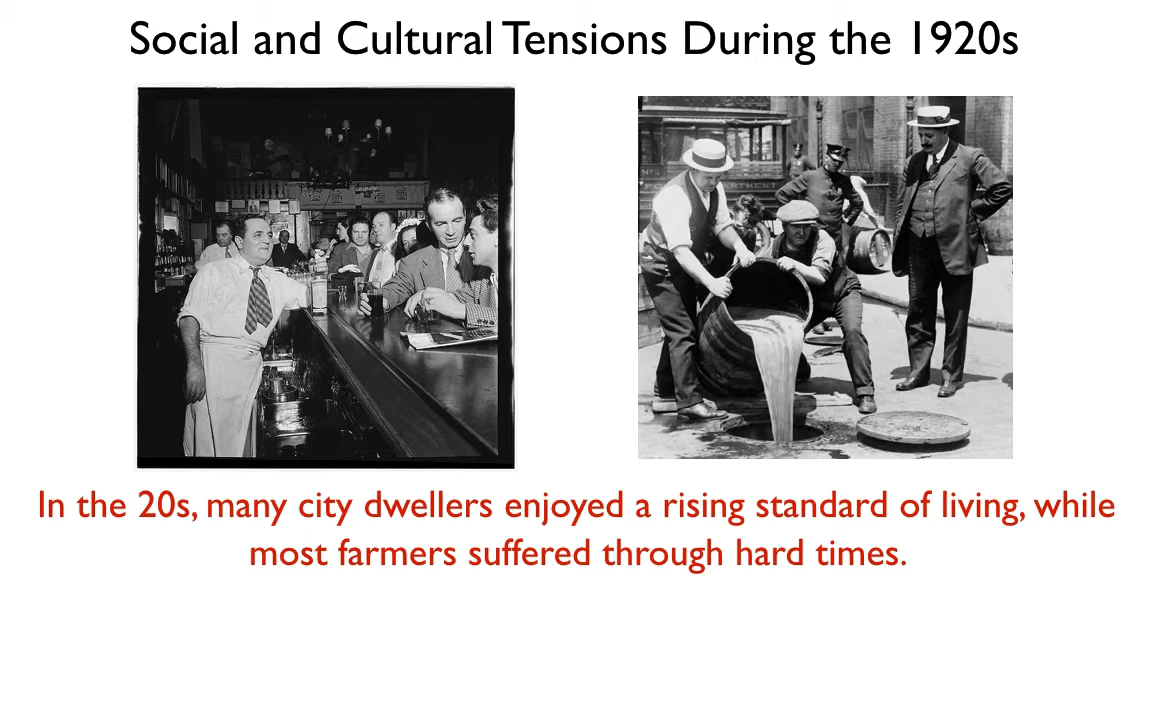 Social and Cultural Tensions During the 1920s
In the 20s, many city dwellers enjoyed a rising standard of living, while
most farmers suffered through hard times.